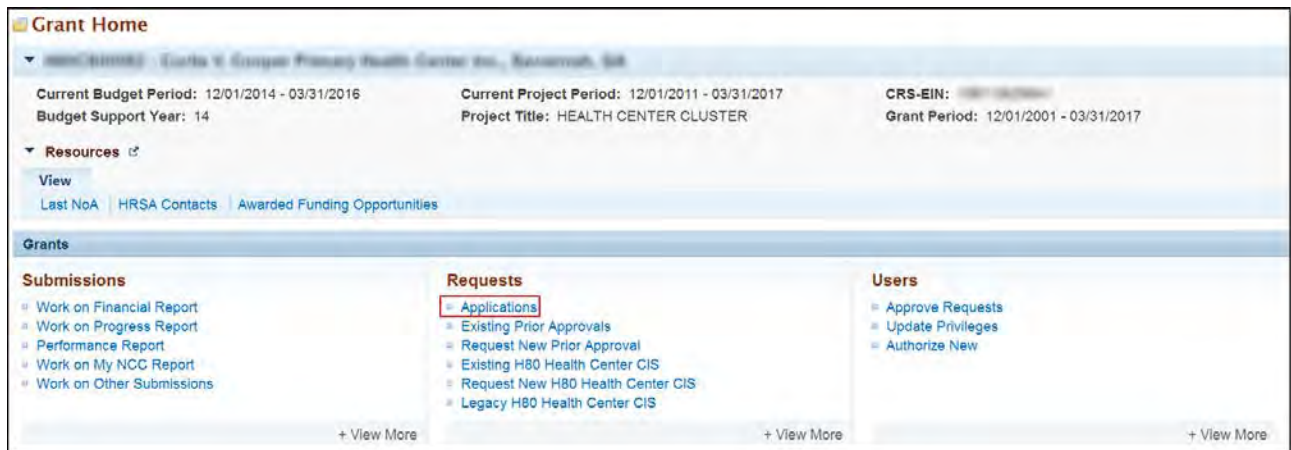 Grant Home
Current Budget Period: 12/01/2014 - 03/31/2016 Current Project Period: 12/01/2011 - 03/31/2017 CRS-EIN:
Budget Support Year: 14 Project Title: HEALTH CENTER CLUSTER Grant Period: 12/01/2001 - 03/31/2017
Resources
View
Last NoA HRSA Contacts Awarded Funding Opportunities
Grants
Submissions
Work on Financial Report
Work on Progress Report
Performance Report
Work on My NCC Report
Work on Other Submissions
+ View More
Requests
Applications
Existing Prior Approvals
Request New Prior Approval
Existing H80 Health Center CIS
Request New H80 Health Center CIS
Legacy H80 Health Center CIS
+ View More
Users
Approve Requests
Update Privileges
Authorize New
+ View More